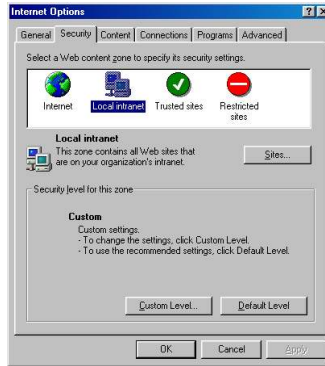 Internet Options
General Security Content Connections Programs Advanced
Select a Web content zone to specify its security settings.
Internet Local intranet Trusted sites Restricted sites
Local intranet
This zone contains all Web sites that
are on your organization's intranet.
Sites...
Security level for this zone
Custom
Custom settings.
- To change the settings, click Custom Level.
- To use the recommended settings, click Default Level.
Custom Level... Default Level
OK Cancel Apply